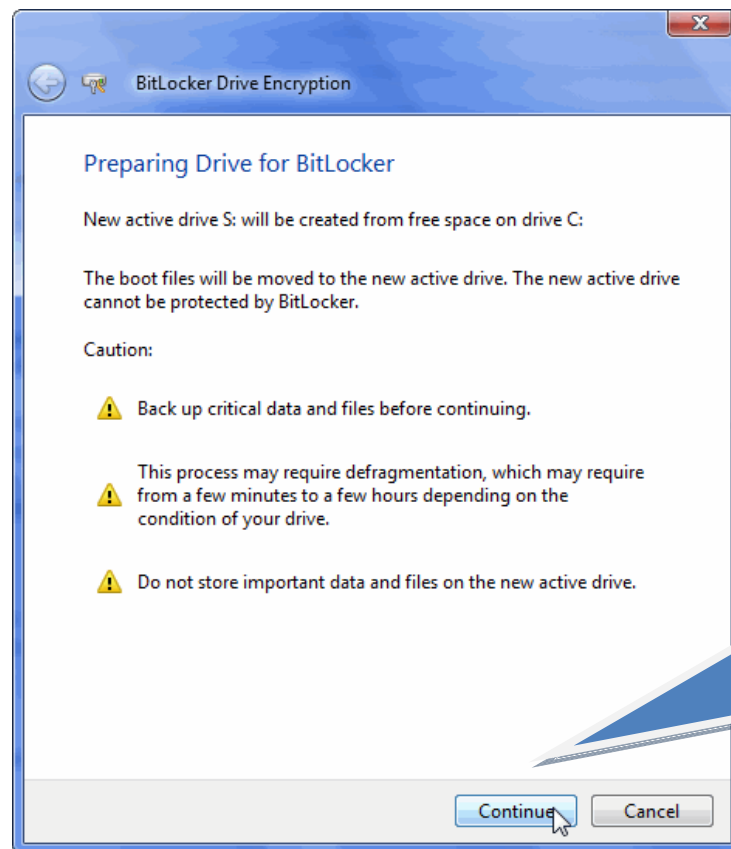 BitLocker Drive Encryption
Preparing Drive for BitLocker
New active drive S: will be created from free space on drive C:
The boot files will be moved to the new active drive. The new active drive
cannot be protected by BitLocker.
Caution:
Back up critical data and files before continuing.
This process may require defragmentation, which may require
from a few minutes to a few hours depending on the
condition of your drive.
Do not store important data and files on the new active drive.
Continue
Cancel